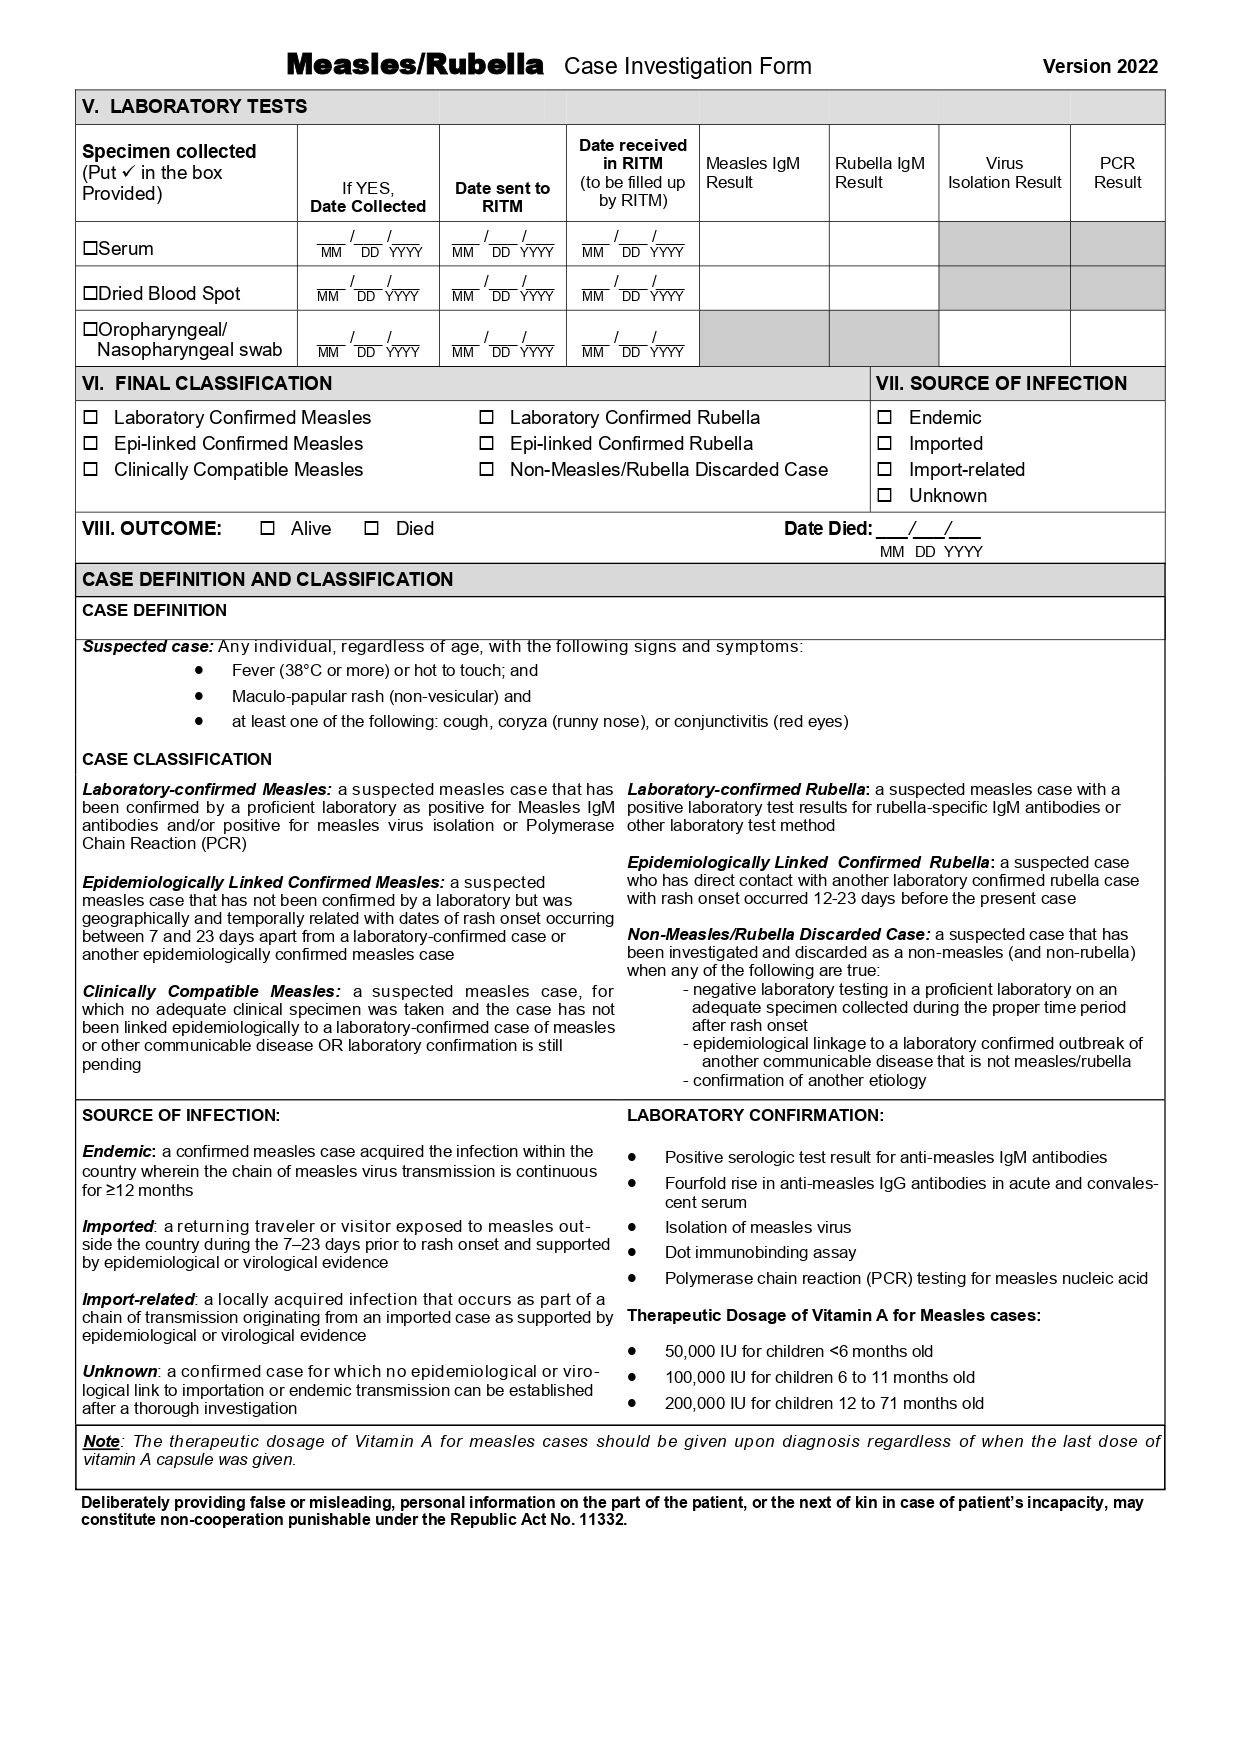 Measles/Rubella Case Investigation Form Version 2022
V. LABORATORY TESTS
Specimen collected
(Put ✓ in the box
Provided)
If YES,
Date Collected
Date sent to
RITM
Date received
in RITM
(to be filled up
by RITM)
Measles IgM
Result
Rubella IgM
Result
Virus
Isolation Result
PCR
Result
☐Serum
___ /___ /___ ___ /___ /___ ___ /___ /___
MM DD YYYY MM DD YYYY MM DD YYYY
☐Dried Blood Spot
___ /___ /___ ___ /___ /___ ___ /___ /___
MM DD YYYY MM DD YYYY MM DD YYYY
☐Oropharyngeal/
Nasopharyngeal swab
___ /___ /___ ___ /___ /___ ___ /___ /___
MM DD YYYY MM DD YYYY MM DD YYYY
VI. FINAL CLASSIFICATION
☐ Laboratory Confirmed Measles
☐ Epi-linked Confirmed Measles
☐ Clinically Compatible Measles
☐ Laboratory Confirmed Rubella
☐ Epi-linked Confirmed Rubella
☐ Non-Measles/Rubella Discarded Case
VII. SOURCE OF INFECTION
☐ Endemic
☐ Imported
☐ Import-related
☐ Unknown
VIII. OUTCOME: ☐ Alive ☐ Died Date Died: ___/___/___
MM DD YYYY
CASE DEFINITION AND CLASSIFICATION
CASE DEFINITION
Suspected case: Any individual, regardless of age, with the following signs and symptoms:
● Fever (38°C or more) or hot to touch; and
● Maculo-papular rash (non-vesicular) and
● at least one of the following: cough, coryza (runny nose), or conjunctivitis (red eyes)
CASE CLASSIFICATION
Laboratory-confirmed Measles: a suspected measles case that has
been confirmed by a proficient laboratory as positive for Measles IgM
antibodies and/or positive for measles virus isolation or Polymerase
Chain Reaction (PCR)
Epidemiologically Linked Confirmed Measles: a suspected
measles case that has not been confirmed by a laboratory but was
geographically and temporally related with dates of rash onset occurring
between 7 and 23 days apart from a laboratory-confirmed case or
another epidemiologically confirmed measles case
Clinically Compatible Measles: a suspected measles case, for
which no adequate clinical specimen was taken and the case has not
been linked epidemiologically to a laboratory-confirmed case of measles
or other communicable disease OR laboratory confirmation is still
pending
Laboratory-confirmed Rubella: a suspected measles case with a
positive laboratory test results for rubella-specific IgM antibodies or
other laboratory test method
Epidemiologically Linked Confirmed Rubella: a suspected case
who has direct contact with another laboratory confirmed rubella case
with rash onset occurred 12-23 days before the present case
Non-Measles/Rubella Discarded Case: a suspected case that has
been investigated and discarded as a non-measles (and non-rubella)
when any of the following are true:
- negative laboratory testing in a proficient laboratory on an
adequate specimen collected during the proper time period
after rash onset
- epidemiological linkage to a laboratory confirmed outbreak of
another communicable disease that is not measles/rubella
- confirmation of another etiology
SOURCE OF INFECTION:
Endemic: a confirmed measles case acquired the infection within the
country wherein the chain of measles virus transmission is continuous
for ≥12 months
Imported: a returning traveler or visitor exposed to measles out-
side the country during the 7–23 days prior to rash onset and supported
by epidemiological or virological evidence
Import-related: a locally acquired infection that occurs as part of a
chain of transmission originating from an imported case as supported by
epidemiological or virological evidence
Unknown: a confirmed case for which no epidemiological or viro-
logical link to importation or endemic transmission can be established
after a thorough investigation
LABORATORY CONFIRMATION:
● Positive serologic test result for anti-measles IgM antibodies
● Fourfold rise in anti-measles IgG antibodies in acute and convales-
cent serum
● Isolation of measles virus
● Dot immunobinding assay
● Polymerase chain reaction (PCR) testing for measles nucleic acid
Therapeutic Dosage of Vitamin A for Measles cases:
● 50,000 IU for children <6 months old
● 100,000 IU for children 6 to 11 months old
● 200,000 IU for children 12 to 71 months old
Note: The therapeutic dosage of Vitamin A for measles cases should be given upon diagnosis regardless of when the last dose of
vitamin A capsule was given.
Deliberately providing false or misleading, personal information on the part of the patient, or the next of kin in case of patient's incapacity, may
constitute non-cooperation punishable under the Republic Act No. 11332.